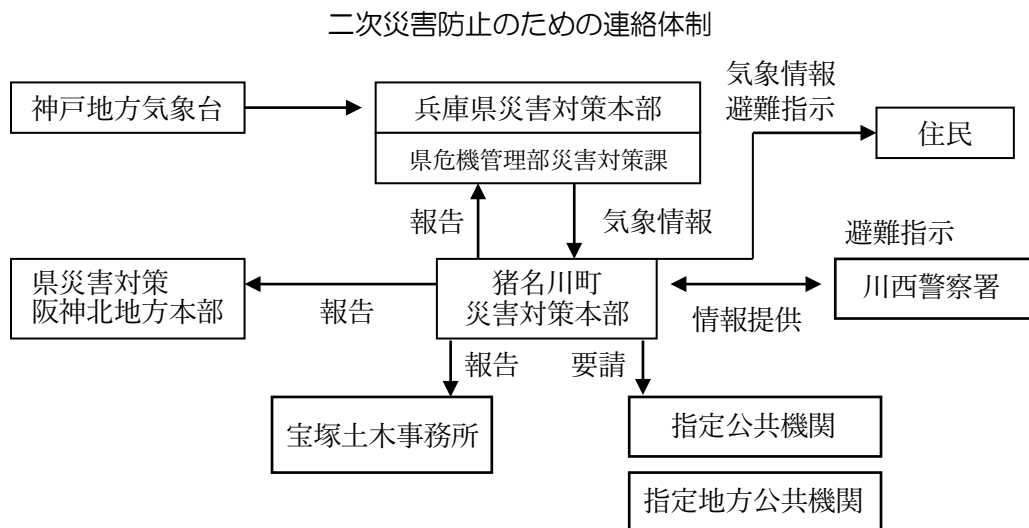 二次災害防止のための連絡体制
神戸地方気象台
兵庫県災害対策本部
県危機管理部災害対策課
気象情報
避難指示
住民
報告
気象情報
避難指示
県災害対策
阪神北地方本部
報告
猪名川町
災害対策本部
情報提供
川西警察署
報告
要請
宝塚土木事務所
指定公共機関
指定地方公共機関